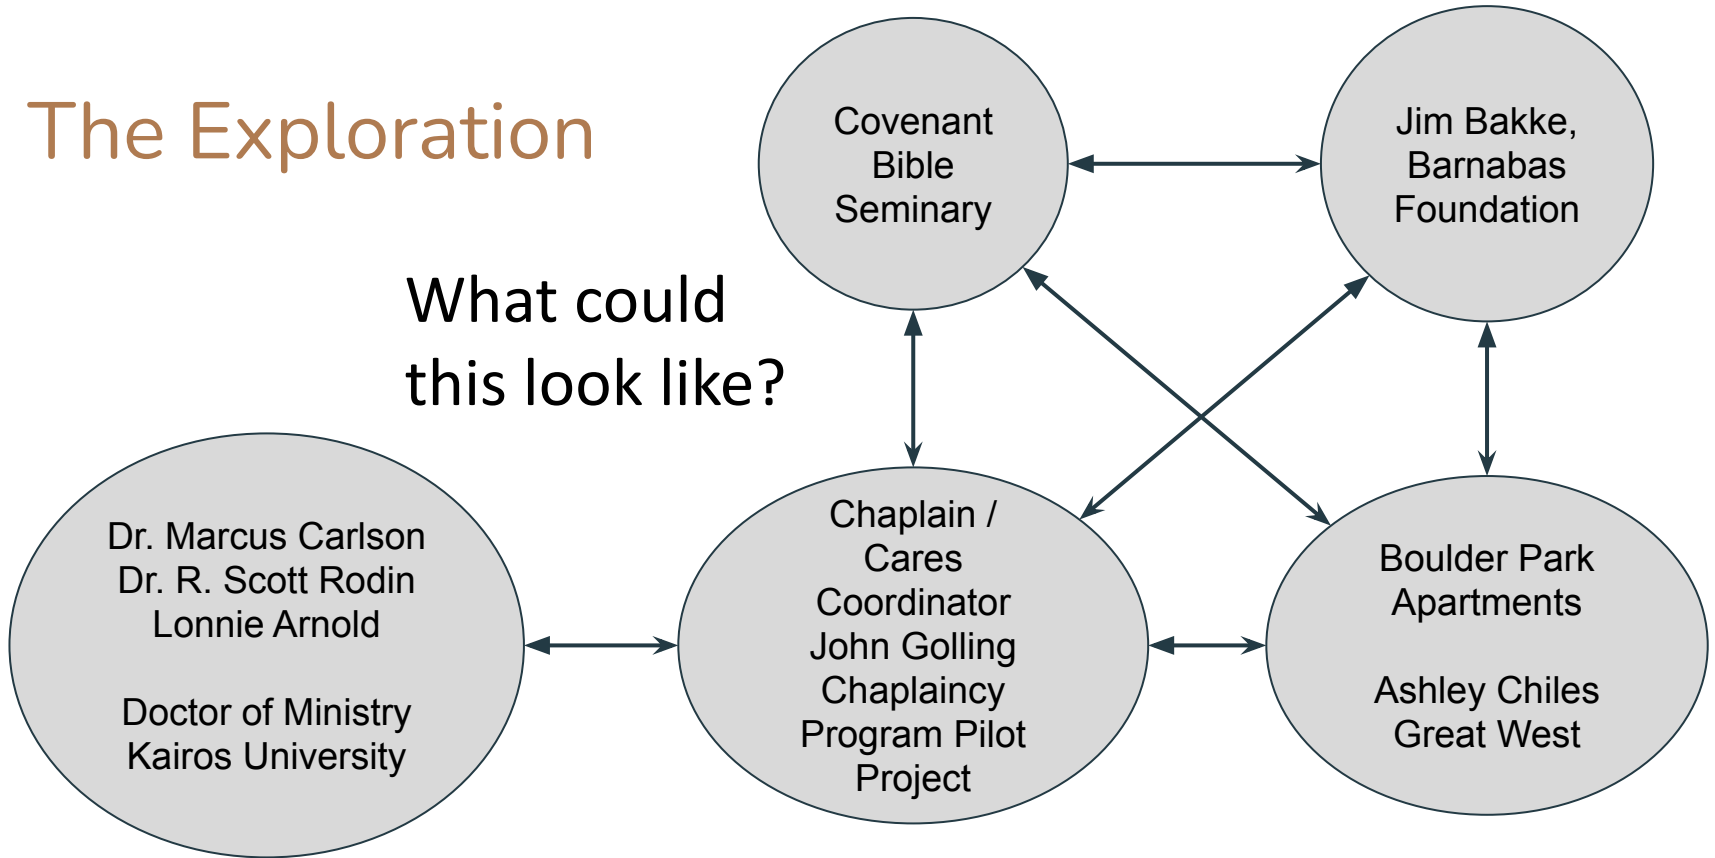 The Exploration
What could
this look like?
Covenant
Bible
Seminary
Jim Bakke,
Barnabas
Foundation
Dr. Marcus Carlson
Dr. R. Scott Rodin
Lonnie Arnold
Doctor of Ministry
Kairos University
Chaplain /
Cares
Coordinator
John Golling
Chaplaincy
Program Pilot
Project
Boulder Park
Apartments
Ashley Chiles
Great West